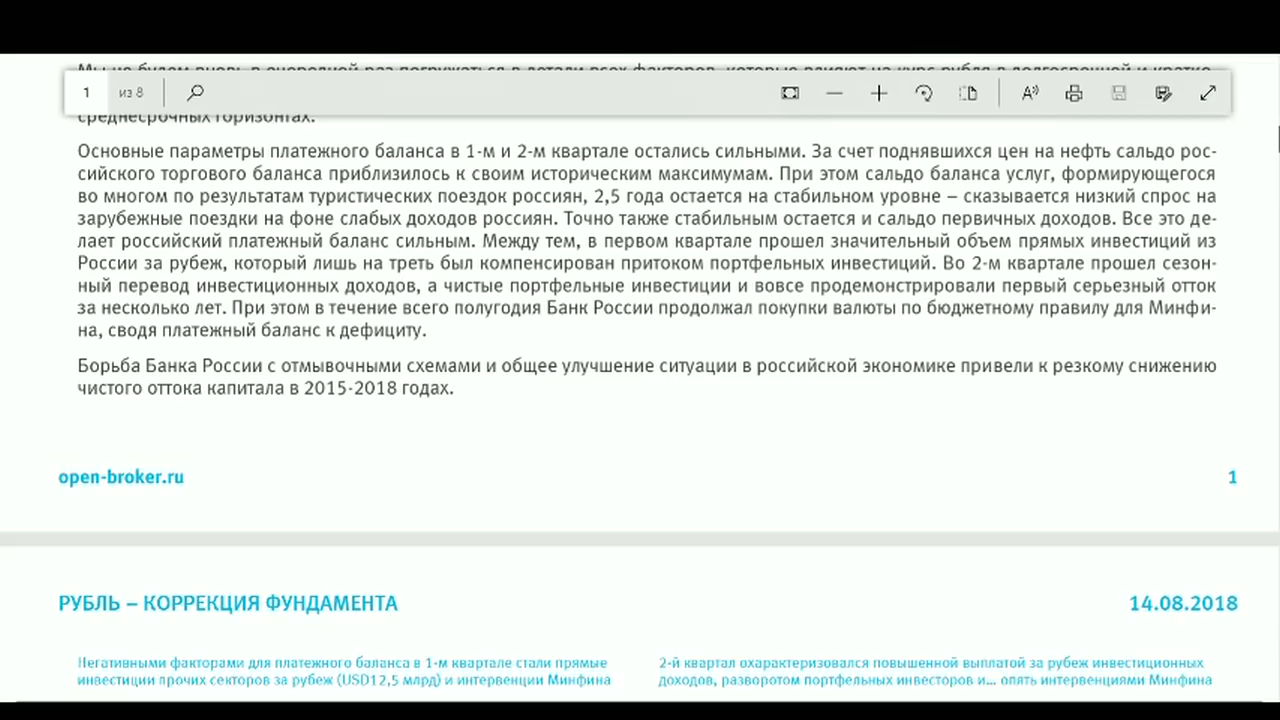 1 из 8
среднесрочных горизонтах.
Основные параметры платежного баланса в 1-м и 2-м квартале остались сильными. За счет поднявшихся цен на нефть сальдо рос-
сийского торгового баланса приблизилось к своим историческим максимумам. При этом сальдо баланса услуг, формирующегося
во многом по результатам туристических поездок россиян, 2,5 года остается на стабильном уровне – сказывается низкий спрос на
зарубежные поездки на фоне слабых доходов россиян. Точно также стабильным остается и сальдо первичных доходов. Все это де-
лает российский платежный баланс сильным. Между тем, в первом квартале прошел значительный объем прямых инвестиций из
России за рубеж, который лишь на треть был компенсирован притоком портфельных инвестиций. Во 2-м квартале прошел сезон-
ный перевод инвестиционных доходов, а чистые портфельные инвестиции и вовсе продемонстрировали первый серьезный отток
за несколько лет. При этом в течение всего полугодия Банк России продолжал покупки валюты по бюджетному правилу для Минфи-
на, сводя платежный баланс к дефициту.
Борьба Банка России с отмывочными схемами и общее улучшение ситуации в российской экономике привели к резкому снижению
чистого оттока капитала в 2015-2018 годах.
open-broker.ru 1
РУБЛЬ – КОРРЕКЦИЯ ФУНДАМЕНТА 14.08.2018
Негативными факторами для платежного баланса в 1-м квартале стали прямые
инвестиции прочих секторов за рубеж (USD12,5 млрд) и интервенции Минфина
2-й квартал охарактеризовался повышенной выплатой за рубеж инвестиционных
доходов, разворотом портфельных инвесторов и... опять интервенциями Минфина